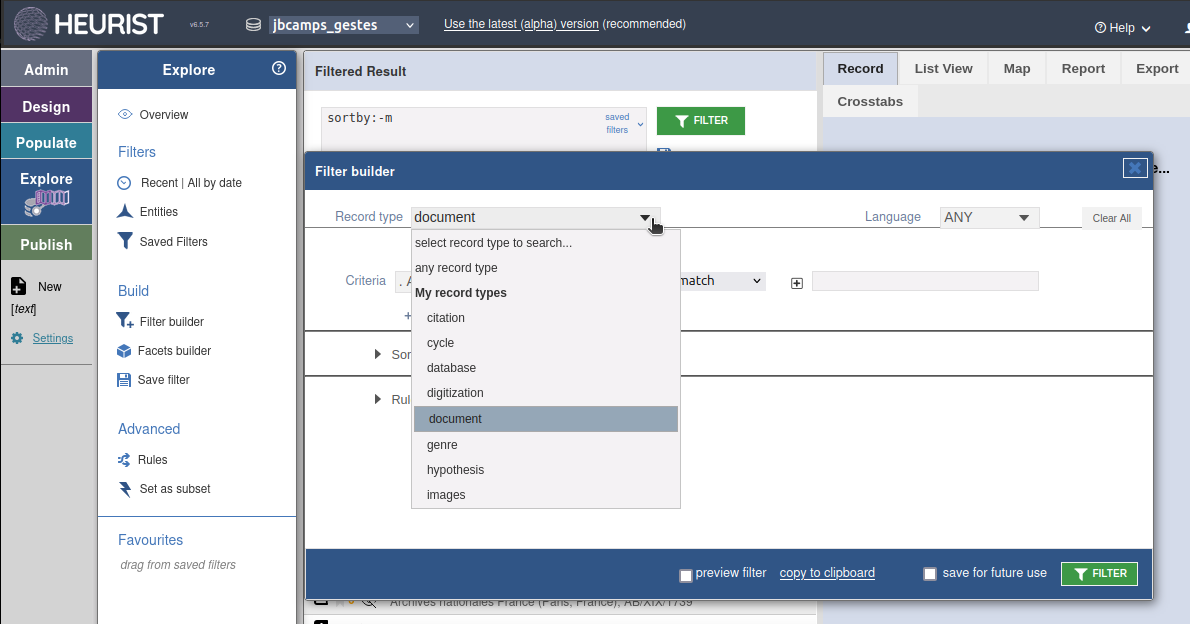 HEURIST
v6.5.7
jbcamps_gestes
Use the latest (alpha) version (recommended)
Help
Admin
Design
Populate
Explore
Publish
New
[text]
Settings
Explore
Overview
Filters
Recent | All by date
Entities
Saved Filters
Build
Filter builder
Facets builder
Save filter
Advanced
Rules
Set as subset
Favourites
drag from saved filters
Filtered Result
sortby:-m
saved
filters
FILTER
Record
List View
Map
Report
Export
Crosstabs
e...
Filter builder
Record type
document
Language
ANY
Clear All
select record type to search...
any record type
My record types
citation
cycle
database
digitization
document
genre
hypothesis
images
Criteria
. A
match
+
Sor
Rul
preview filter
copy to clipboard
save for future use
FILTER
Archives nationales France (Paris, France), AB/XIX/1739